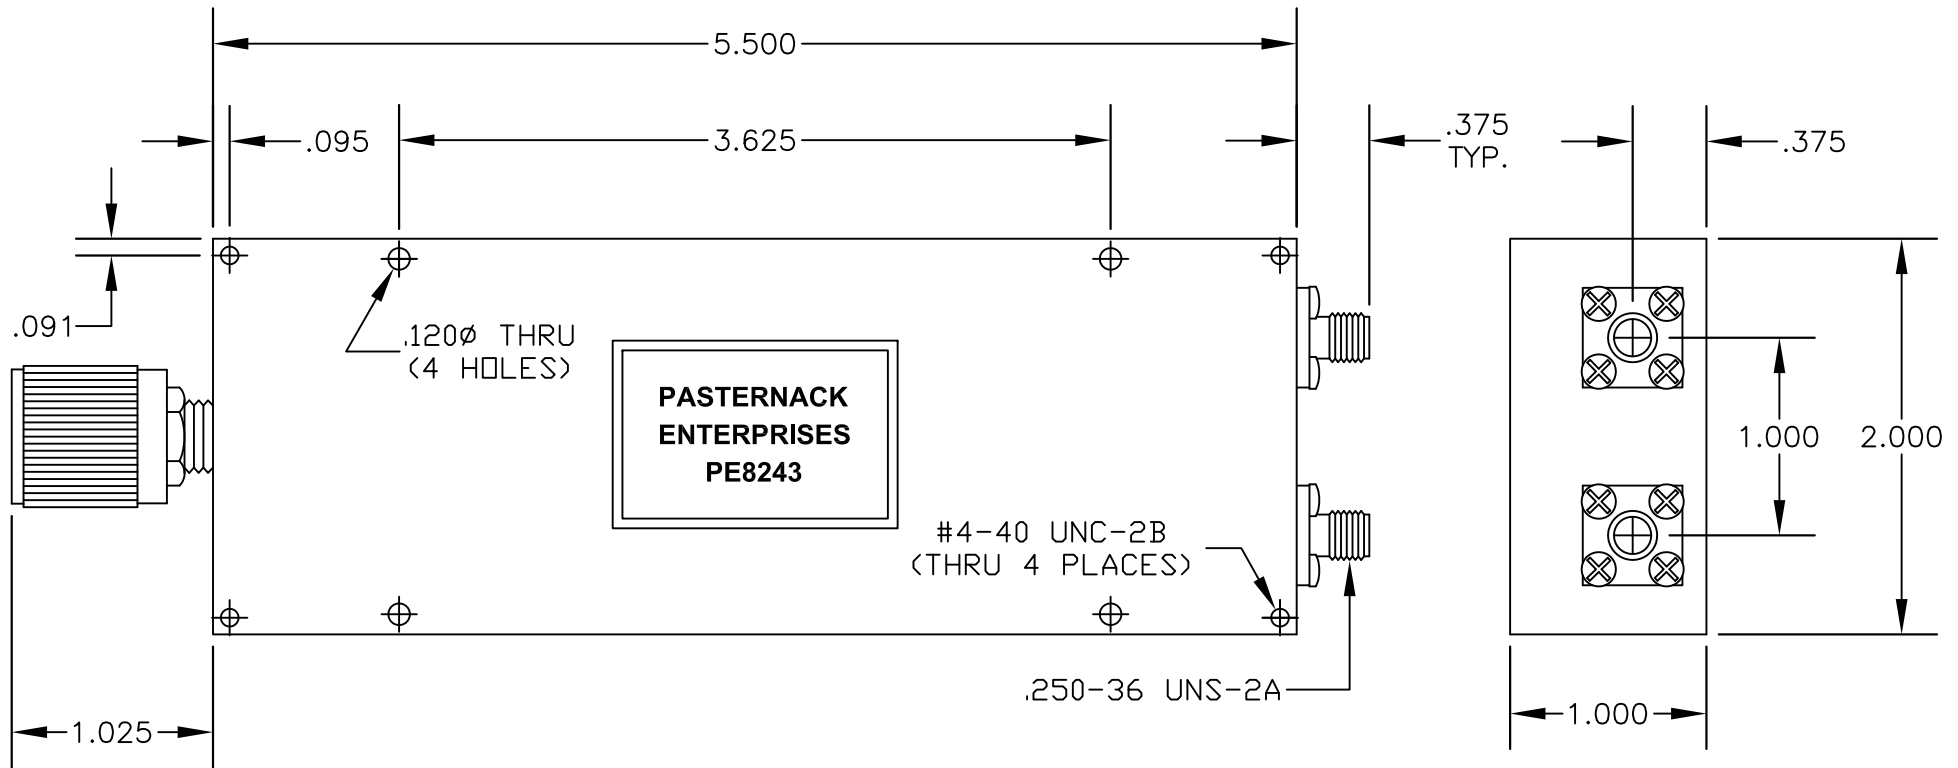 5.500
.095
3.625
.375
TYP.
.375
.091
.120ø THRU
(4 HOLES)
PASTERNACK
ENTERPRISES
PE8243
1.000
2.000
#4-40 UNC-2B
(THRU 4 PLACES)
.250-36 UNS-2A
1.025
1.000